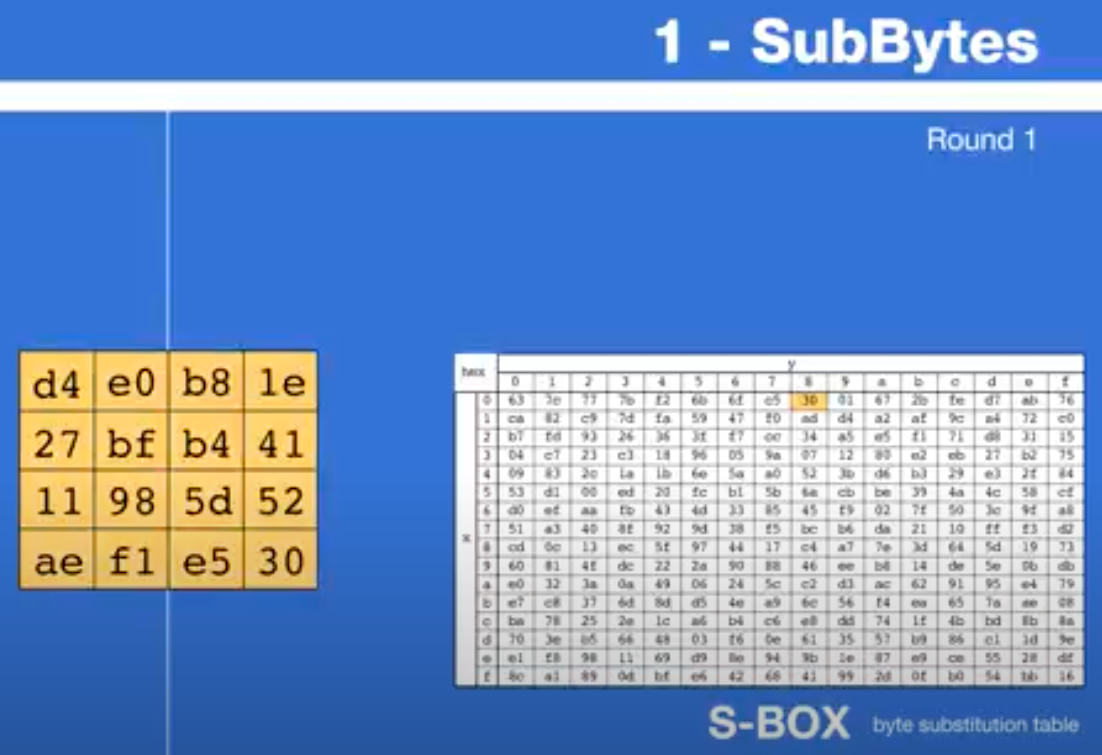 1 - SubBytes
Round 1
d4 e0 b8 1e
27 bf b4 41
11 98 5d 52
ae f1 e5 30
y
hex 0 1 2 3 4 5 6 7 8 9 a b c d e f
x
0 63 7c 77 7b f2 6b 6f c5 30 01 67 2b fe d7 ab 76
1 ca 82 c9 7d fa 59 47 f0 ad d4 a2 af 9c a4 72 c0
2 b7 fd 93 26 36 3f f7 cc 34 a5 e5 f1 71 d8 31 15
3 04 c7 23 c3 18 96 05 9a 07 12 80 e2 eb 27 b2 75
4 09 83 2c 1a 1b 6e 5a a0 52 3b d6 b3 29 e3 2f 84
5 53 d1 00 ed 20 fc b1 5b 6a cb be 39 4a 4c 58 cf
6 d0 ef aa fb 43 4d 33 85 45 f9 02 7f 50 3c 9f a8
7 51 a3 40 8f 92 9d 38 f5 bc b6 da 21 10 ff f3 d2
8 cd 0c 13 ec 5f 97 44 17 c4 a7 7e 3d 64 5d 19 73
9 60 81 4f dc 22 2a 90 88 46 ee b8 14 de 5e 0b db
a e0 32 3a 0a 49 06 24 5c c2 d3 ac 62 91 95 e4 79
b e7 c8 37 6d 8d d5 4e a9 6c 56 f4 ea 65 7a ae 08
c ba 78 25 2e 1c a6 b4 c6 e8 dd 74 1f 4b bd 8b 8a
d 70 3e b5 66 48 03 f6 0e 61 35 57 b9 86 c1 1d 9e
e e1 f8 98 11 69 d9 8e 94 9b 1e 87 e9 ce 55 28 df
f 8c a1 89 0d bf e6 42 68 41 99 2d 0f b0 54 bb 16
S-BOX byte substitution table